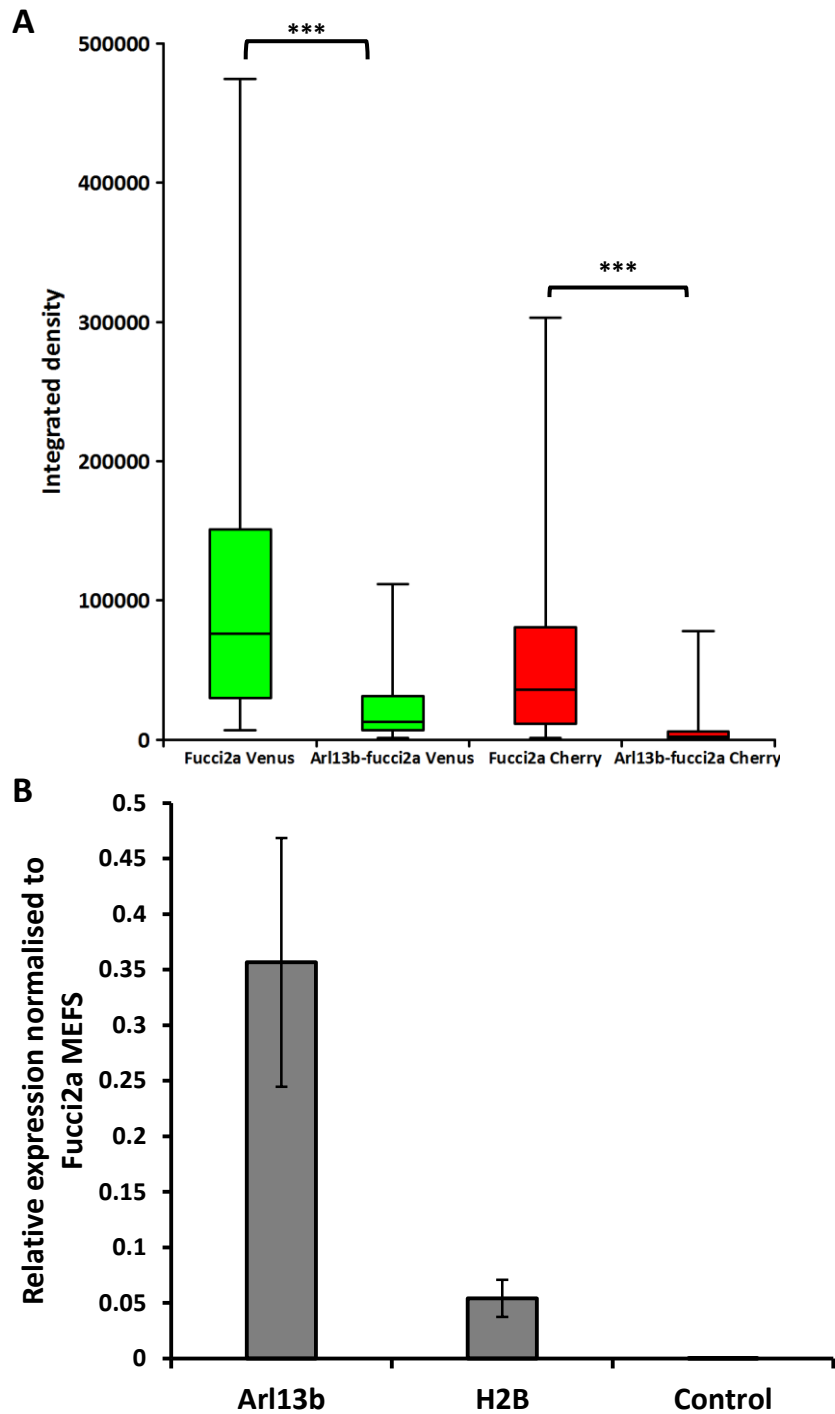 A
500000
***
400000
***
300000
Integrated density
200000
100000
0
Fucci2a Venus
Arl13b-fucci2a Venus
Fucci2a Cherry
Arl13b-fucci2a Cherry
B
0.5
0.45
0.4
0.35
0.3
0.25
0.2
0.15
0.1
0.05
0
Relative expression normalised to
Fucci2a MEFS
Arl13b
H2B
Control